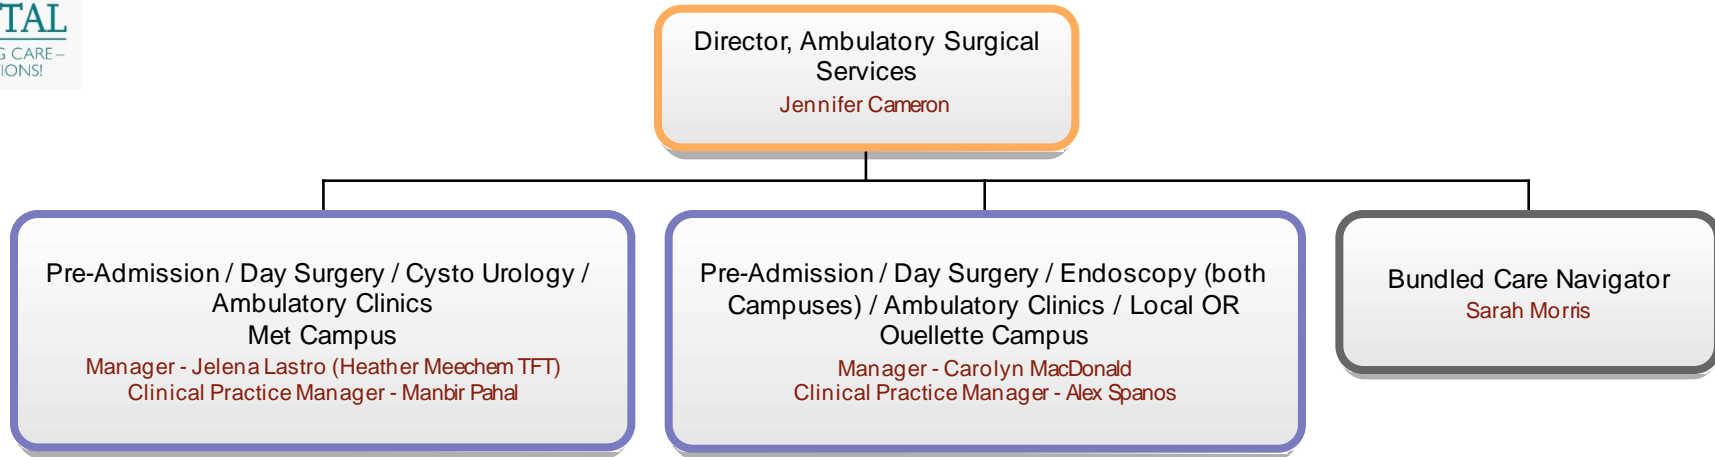 TAL
G CARE –
TIONS!
Director, Ambulatory Surgical
Services
Jennifer Cameron
Pre-Admission / Day Surgery / Cysto Urology /
Ambulatory Clinics
Met Campus
Manager - Jelena Lastro (Heather Meechem TFT)
Clinical Practice Manager - Manbir Pahal
Pre-Admission / Day Surgery / Endoscopy (both
Campuses) / Ambulatory Clinics / Local OR
Ouellette Campus
Manager - Carolyn MacDonald
Clinical Practice Manager - Alex Spanos
Bundled Care Navigator
Sarah Morris